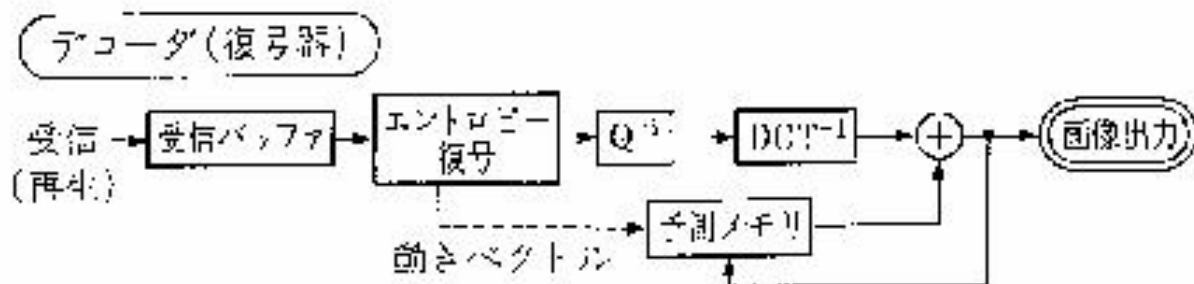 デコーダ(復号器)
受信
(再生)
受信バッファ
エントロピー
復号
Q⁻¹
DCT⁻¹
+
画像出力
予測メモリ
動きベクトル